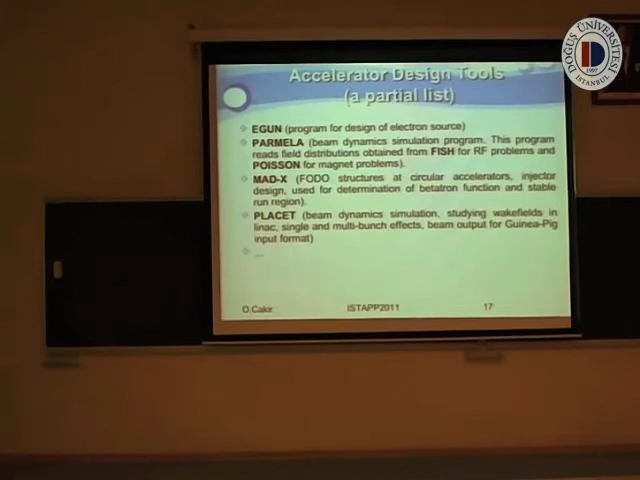 Accelerator Design Tools
(a partial list)
EGUN (program for design of electron source)
PARMELA (beam dynamics simulation program. This program
reads field distributions obtained from FISH for RF problems and
POISSON for magnet problems).
MAD-X (FODO structures at circular accelerators, injector
design, used for determination of betatron function and stable
run region).
PLACET (beam dynamics simulation, studying wakefields in
linac, single and multi-bunch effects, beam output for Guinea-Pig
input format)
...
O.Cakir ISTAPP2011 17
DOĞUŞ ÜNİVERSİTESİ
1997
İSTANBUL